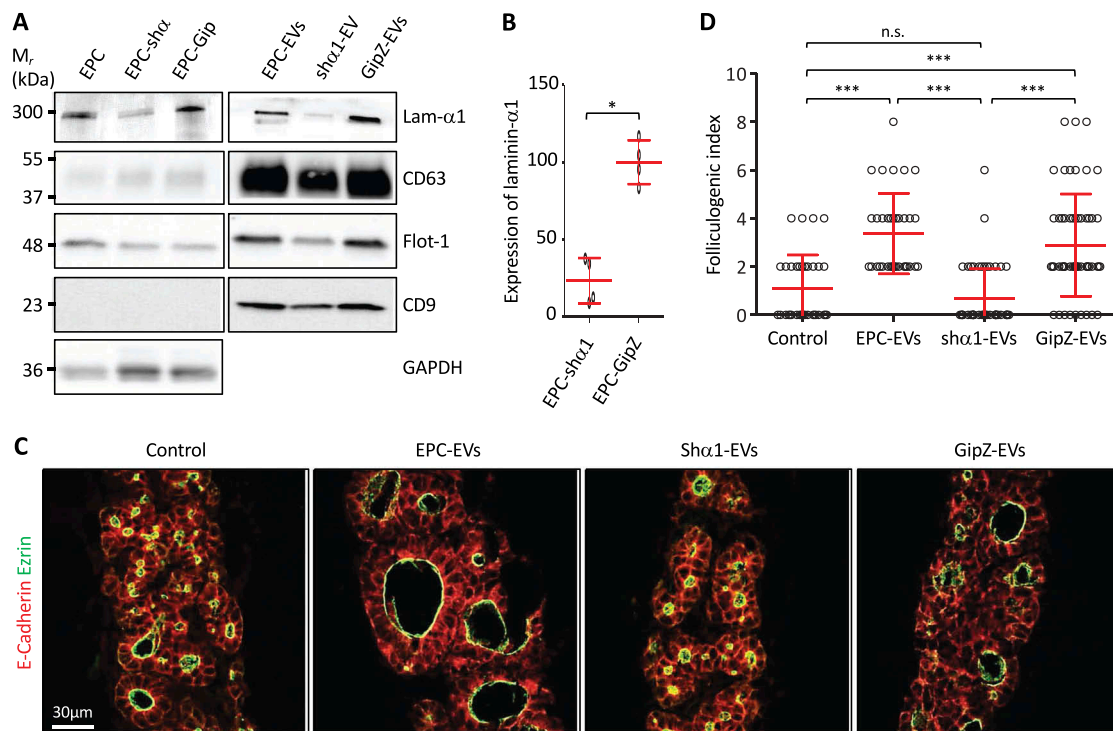 A
Mr
(kDa)
EPC
EPC-shα
EPC-Gip
EPC-EVs
shα1-EV
GipZ-EVs
300
Lam-α1
55
37
CD63
48
Flot-1
23
CD9
36
GAPDH
B
Expression of laminin-α1
150
100
50
0
*
EPC-shα1
EPC-GipZ
D
Folliculogenic index
10
8
6
4
2
0
n.s.
***
*** *** ***
Control EPC-EVs shα1-EVs GipZ-EVs
C
Control EPC-EVs Shα1-EVs GipZ-EVs
E-Cadherin Ezrin
30μm